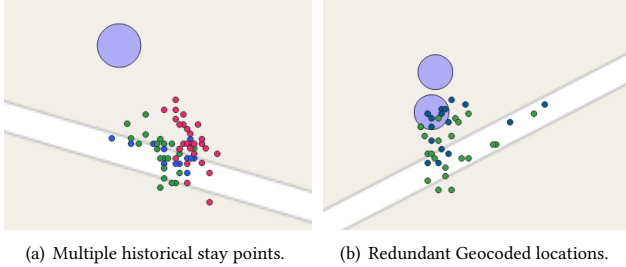 (a) Multiple historical stay points.
(b) Redundant Geocoded locations.